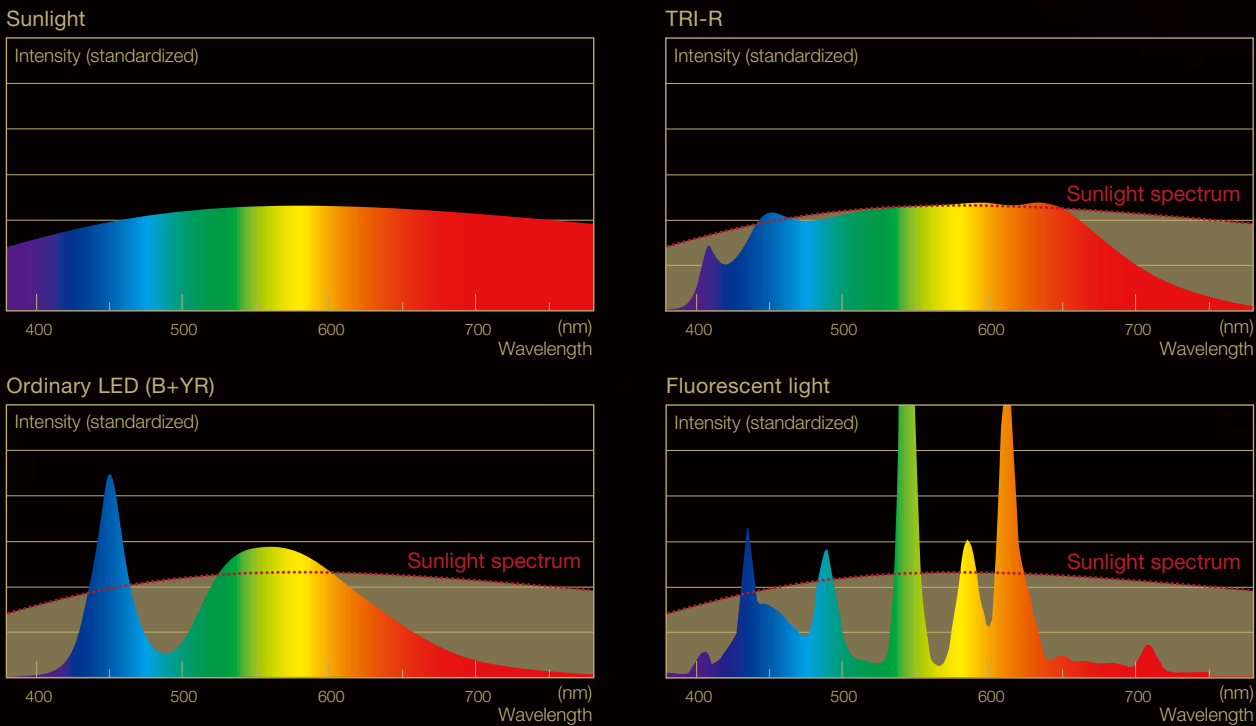 Sunlight
Intensity (standardized)
400 500 600 700 (nm)
Wavelength
TRI-R
Intensity (standardized)
Sunlight spectrum
400 500 600 700 (nm)
Wavelength
Ordinary LED (B+YR)
Intensity (standardized)
Sunlight spectrum
400 500 600 700 (nm)
Wavelength
Fluorescent light
Intensity (standardized)
Sunlight spectrum
400 500 600 700 (nm)
Wavelength